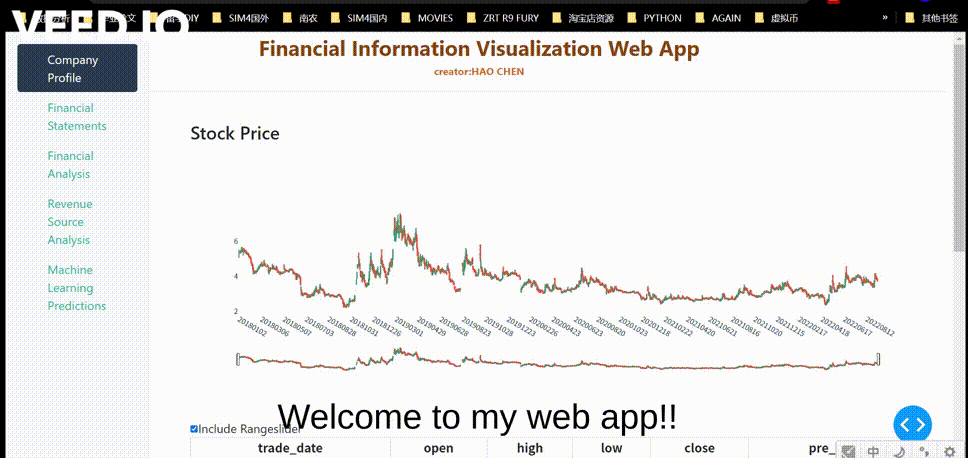 VEED.IO
SIM4国外
南农
SIM4国内
MOVIES
ZRT R9 FURY
淘宝店资源
PYTHON
AGAIN
虚拟币
»
其他书签
Company
Profile
Financial
Statements
Financial
Analysis
Revenue
Source
Analysis
Machine
Learning
Predictions
Financial Information Visualization Web App
creator:HAO CHEN
Stock Price
6
4
2
20180102
20180306
20180507
20180703
20180828
20181031
20181226
20190301
20190429
20190628
20190823
20191028
20191223
20200226
20200423
20200623
20200820
20201023
20201218
20210222
20210420
20210621
20210816
20211020
20211215
20220217
20220418
20220617
20220812
Welcome to my web app!!
Include Rangeslider
trade_date open high low close pre_
中